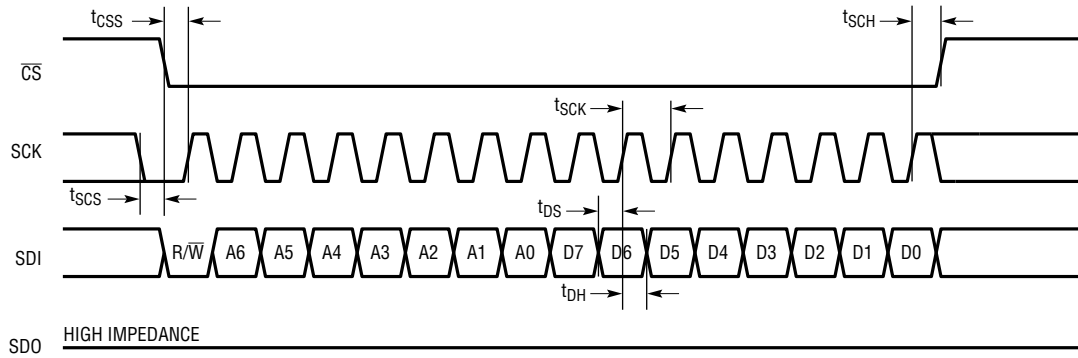 tCSS
tSCH
CS
tSCK
SCK
tSCS
tDS
SDI R/W A6 A5 A4 A3 A2 A1 A0 D7 D6 D5 D4 D3 D2 D1 D0
tDH
HIGH IMPEDANCE
SDO